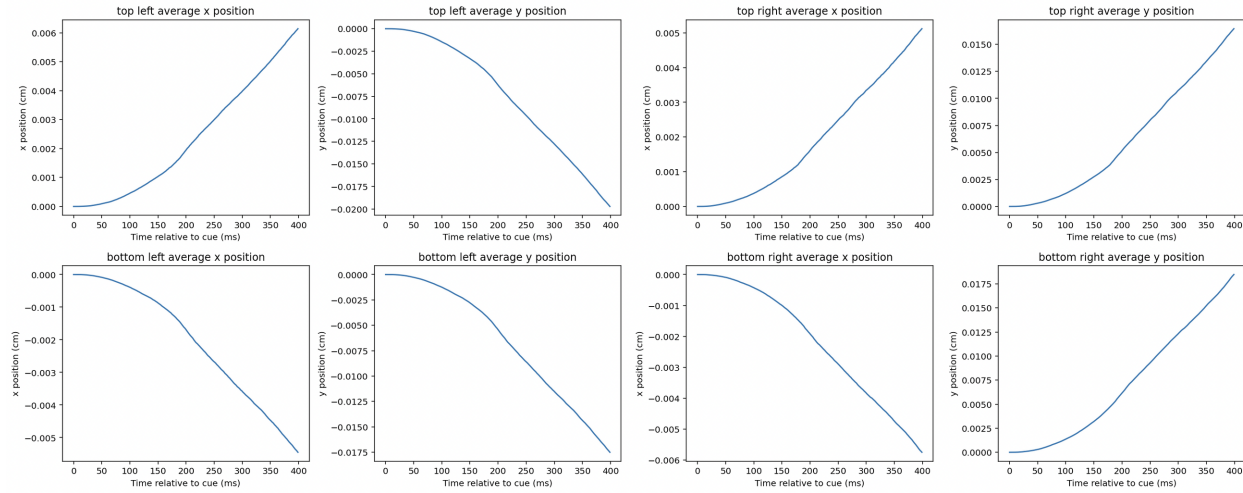 top left average x position
top left average y position
top right average x position
top right average y position
0.006
0.005
0.004
0.003
0.002
0.001
0.000
x position (cm)
0 50 100 150 200 250 300 350 400
Time relative to cue (ms)
0.0000
−0.0025
−0.0050
−0.0075
−0.0100
−0.0125
−0.0150
−0.0175
−0.0200
y position (cm)
0 50 100 150 200 250 300 350 400
Time relative to cue (ms)
0.005
0.004
0.003
0.002
0.001
0.000
x position (cm)
0 50 100 150 200 250 300 350 400
Time relative to cue (ms)
0.0150
0.0125
0.0100
0.0075
0.0050
0.0025
0.0000
y position (cm)
0 50 100 150 200 250 300 350 400
Time relative to cue (ms)
bottom left average x position
bottom left average y position
bottom right average x position
bottom right average y position
0.000
−0.001
−0.002
−0.003
−0.004
−0.005
x position (cm)
0 50 100 150 200 250 300 350 400
Time relative to cue (ms)
0.0000
−0.0025
−0.0050
−0.0075
−0.0100
−0.0125
−0.0150
−0.0175
y position (cm)
0 50 100 150 200 250 300 350 400
Time relative to cue (ms)
0.000
−0.001
−0.002
−0.003
−0.004
−0.005
−0.006
x position (cm)
0 50 100 150 200 250 300 350 400
Time relative to cue (ms)
0.0175
0.0150
0.0125
0.0100
0.0075
0.0050
0.0025
0.0000
y position (cm)
0 50 100 150 200 250 300 350 400
Time relative to cue (ms)